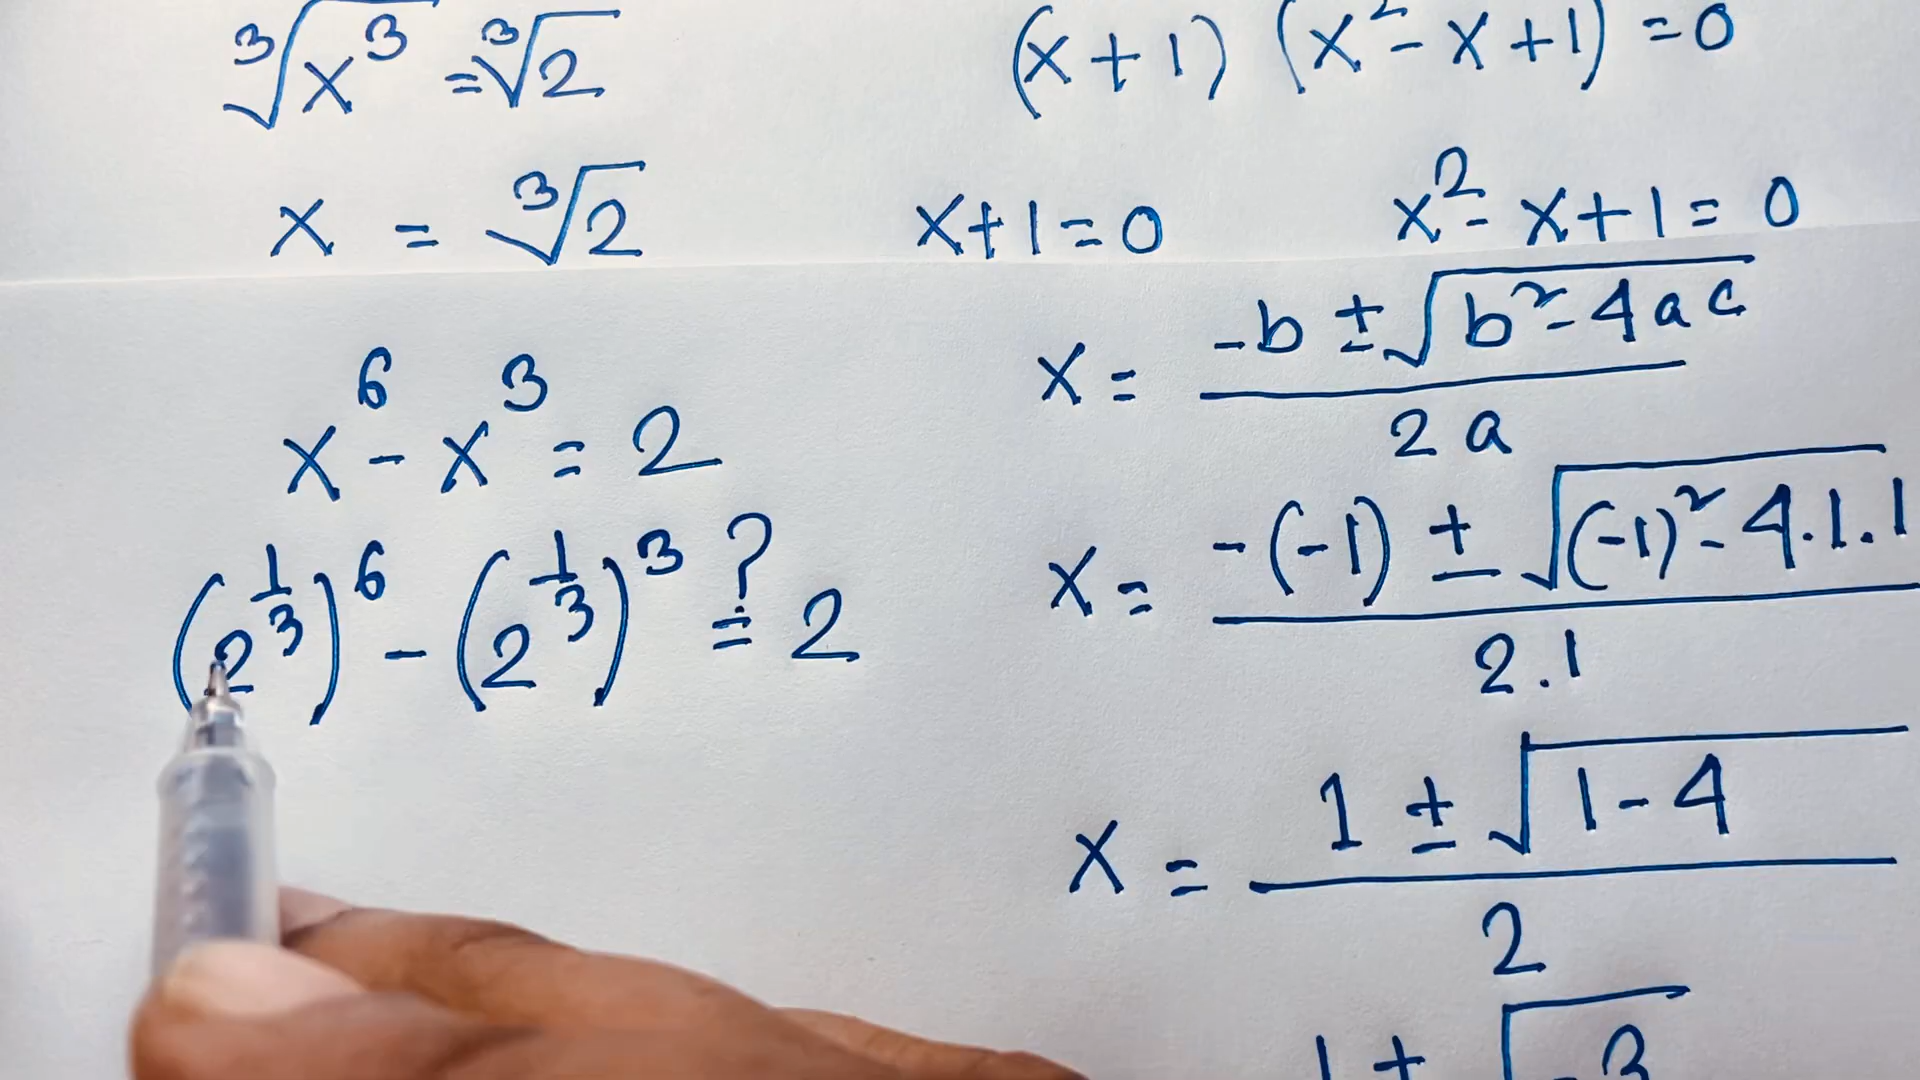 ∛x³ = ∛2
x = ∛2
x⁶ - x³ = 2
(2^(1/3))⁶ - (2^(1/3))³ ?= 2
(x+1) (x² - x +1) = 0
x+1=0    x² - x+1= 0
x = (-b ± √(b²-4ac)) / 2a
x = (-(-1) ± √((-1)²-4.1.1)) / 2.1
x = (1 ± √(1-4)) / 2
1 ± √-3